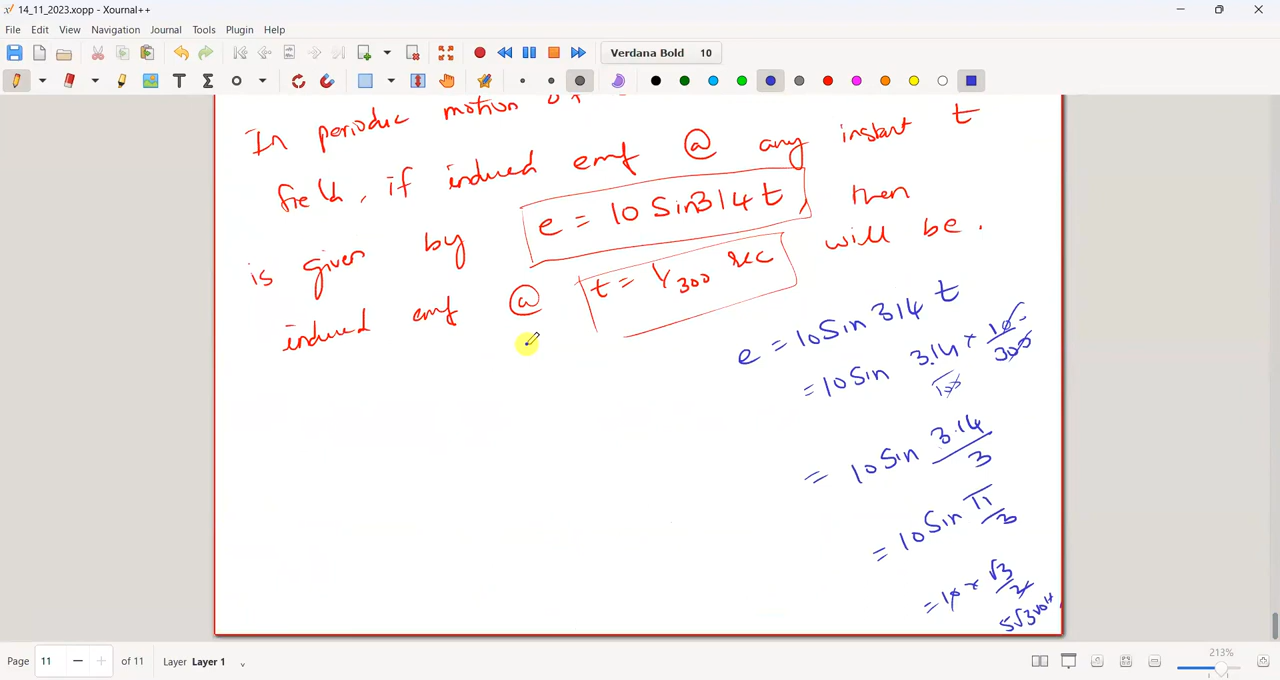 14_11_2023.xopp - Xournal++
File Edit View Navigation Journal Tools Plugin Help
Verdana Bold 10
In periodic motion
field, if induced emf @ any instant t
is given by e = 10 Sin314 t, then
induced emf @ t = 1/300 sec will be.
e = 10 Sin 314 t
= 10 Sin 3.14 × 100/300
= 10 Sin 3.14/3
= 10 Sin π/3
= 10 × √3/2
5√3 volt
Page 11 of 11 Layer Layer 1
213%